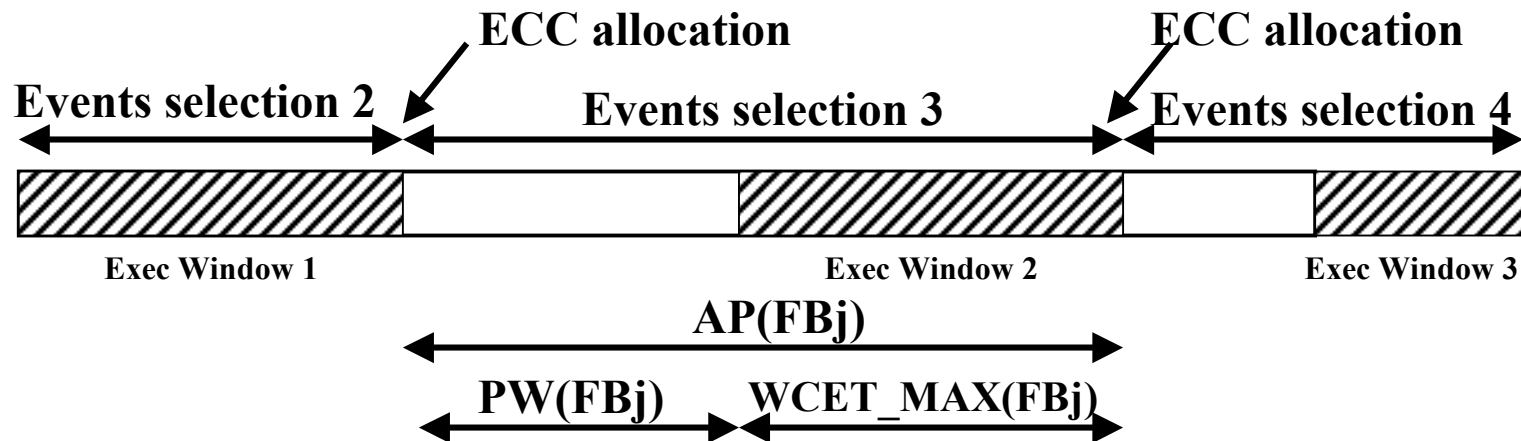 ECC allocation
ECC allocation
Events selection 2
Events selection 3
Events selection 4
Exec Window 1
Exec Window 2
Exec Window 3
AP(FBj)
PW(FBj)
WCET_MAX(FBj)